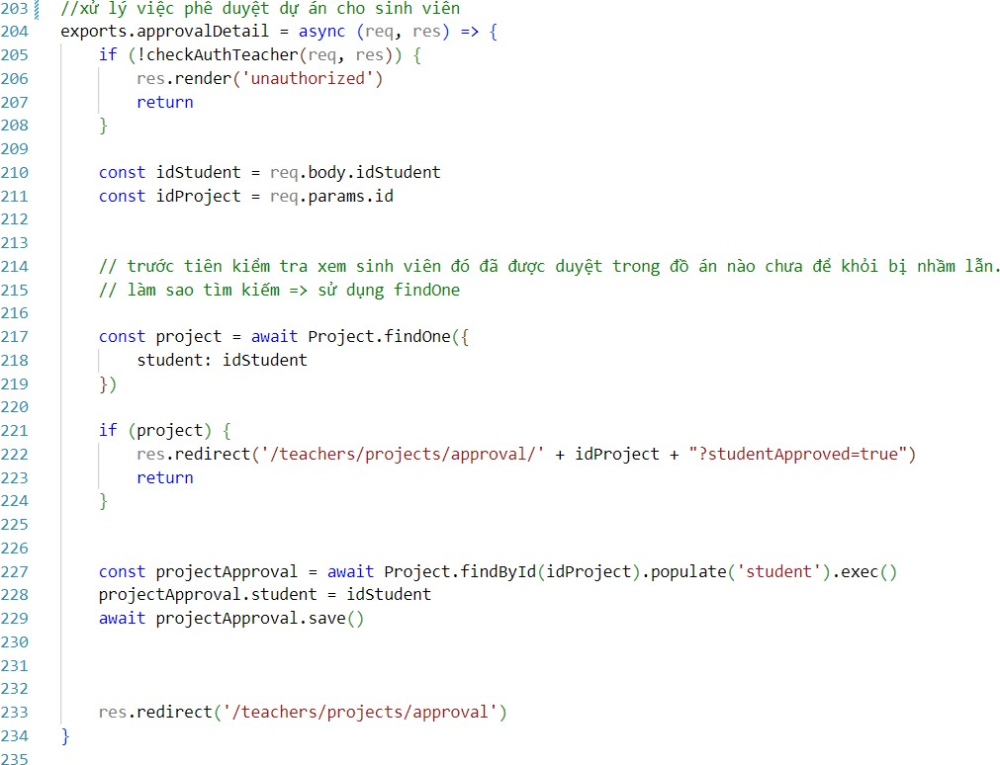 203 //xử lý việc phê duyệt dự án cho sinh viên
204 exports.approvalDetail = async (req, res) => {
205     if (!checkAuthTeacher(req, res)) {
206         res.render('unauthorized')
207         return
208     }
209
210     const idStudent = req.body.idStudent
211     const idProject = req.params.id
212
213
214     // trước tiên kiểm tra xem sinh viên đó đã được duyệt trong đồ án nào chưa để khỏi bị nhầm lẫn.
215     // làm sao tìm kiếm => sử dụng findOne
216
217     const project = await Project.findOne({
218         student: idStudent
219     })
220
221     if (project) {
222         res.redirect('/teachers/projects/approval/' + idProject + "?studentApproved=true")
223         return
224     }
225
226
227     const projectApproval = await Project.findById(idProject).populate('student').exec()
228     projectApproval.student = idStudent
229     await projectApproval.save()
230
231
232
233     res.redirect('/teachers/projects/approval')
234 }
235